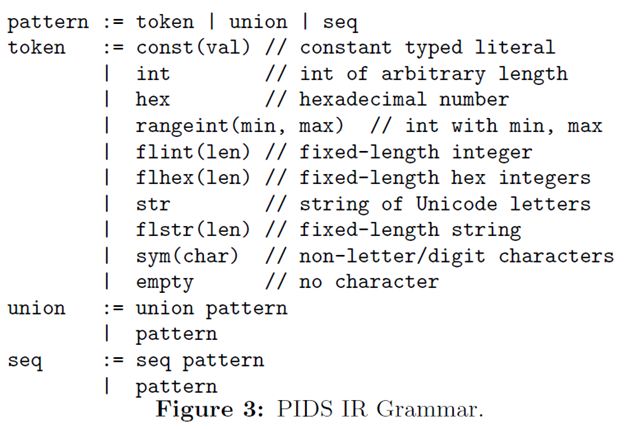 pattern := token | union | seq
token   := const(val) // constant typed literal
        |  int        // int of arbitrary length
        |  hex        // hexadecimal number
        |  rangeint(min, max)  // int with min, max
        |  flint(len) // fixed-length integer
        |  flhex(len) // fixed-length hex integers
        |  str        // string of Unicode letters
        |  flstr(len) // fixed-length string
        |  sym(char)  // non-letter/digit characters
        |  empty      // no character
union   := union pattern
        |  pattern
seq     := seq pattern
        |  pattern
Figure 3: PIDS IR Grammar.